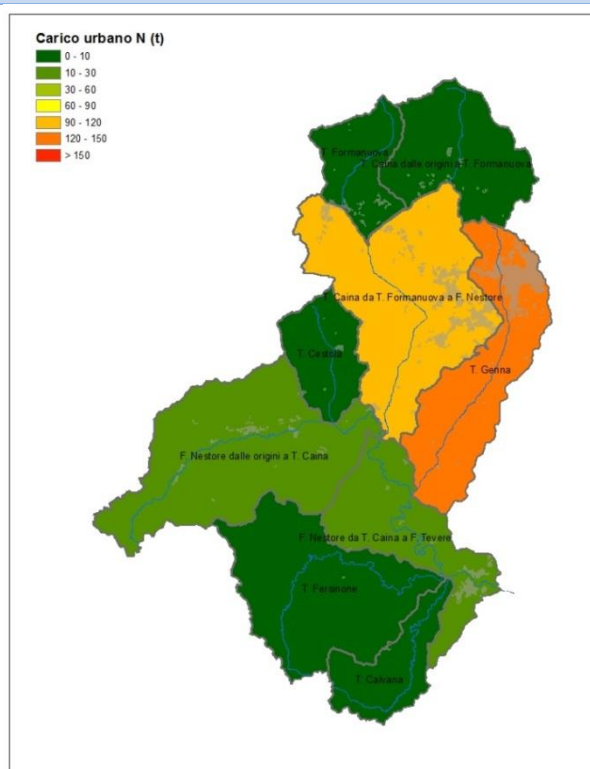 Carico urbano N (t)
0 - 10
10 - 30
30 - 60
60 - 90
90 - 120
120 - 150
> 150
T. Formanuova
T. Caina dalle origini a T. Formanuova
T. Caina da T. Formanuova a F. Nestore
T. Cestola
T. Genna
F. Nestore dalle origini a T. Caina
F. Nestore da T. Caina a F. Tevere
T. Fersinone
T. Calvana